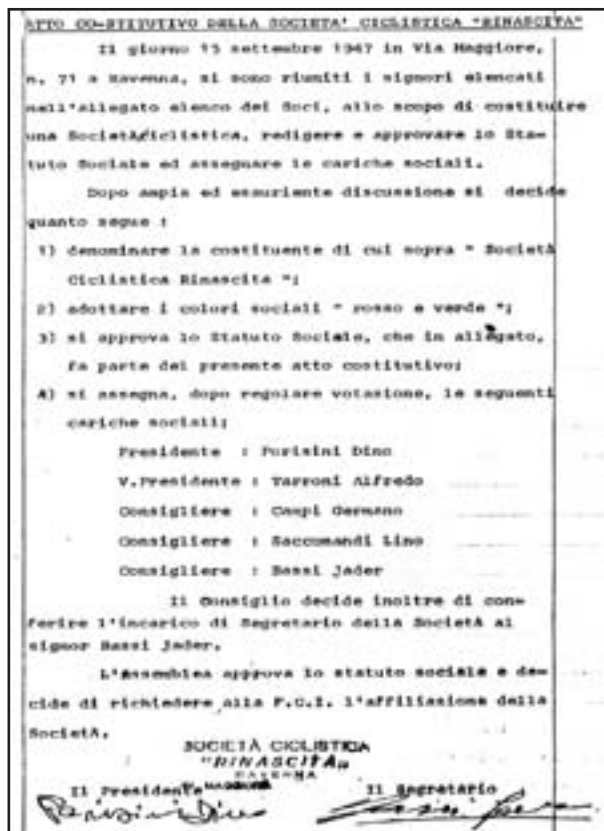 ATTO COSTITUTIVO DELLA SOCIETA' CICLISTICA "RINASCITA"
Il giorno 15 settembre 1947 in Via Maggiore,
n. 71 a Ravenna, si sono riuniti i signori elencati
nell'allegato elenco dei Soci, allo scopo di costituire
una Società Ciclistica, redigere e approvare lo Sta-
tuto Sociale ed assegnare le cariche sociali.
Dopo ampia ed esauriente discussione si decide
quanto segue :
1) denominare la costituente di cui sopra " Società
Ciclistica Rinascita ";
2) adottare i colori sociali " rosso e verde ";
3) si approva lo Statuto Sociale, che in allegato,
fa parte del presente atto costitutivo;
4) si assegna, dopo regolare votazione, le seguenti
cariche sociali;
Presidente : Purisini Dino
V.Presidente : Tarroni Alfredo
Consigliere : Germano
Consigliere : Saccomandi Lino
Consigliere : Bassi Jader
Il Consiglio decide inoltre di con-
ferire l'incarico di Segretario della Società al
signor Bassi Jader.
L'Assemblea approva lo statuto sociale e de-
cide di richiedere alla F.C.I. l'affiliazione della
Società.
SOCIETÀ CICLISTICA
"RINASCITA"
RAVENNA
Il Presidente
Il Segretario